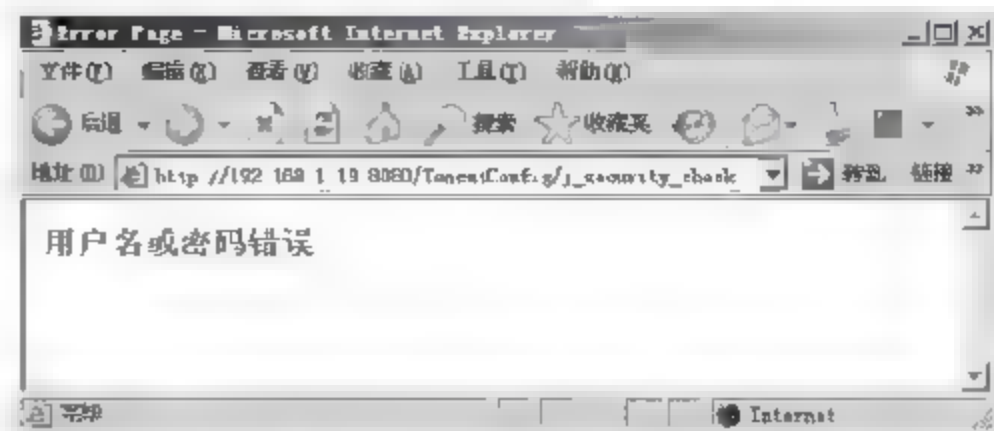 Error Page - Microsoft Internet Explorer
文件(F) 编辑(E) 查看(V) 收藏(A) 工具(T) 帮助(H)
后退 搜索 收藏夹
地址(D) http://192.168.1.19:8080/TomcatConfig/j_security_check 转到 链接
用户名或密码错误
完毕 Internet